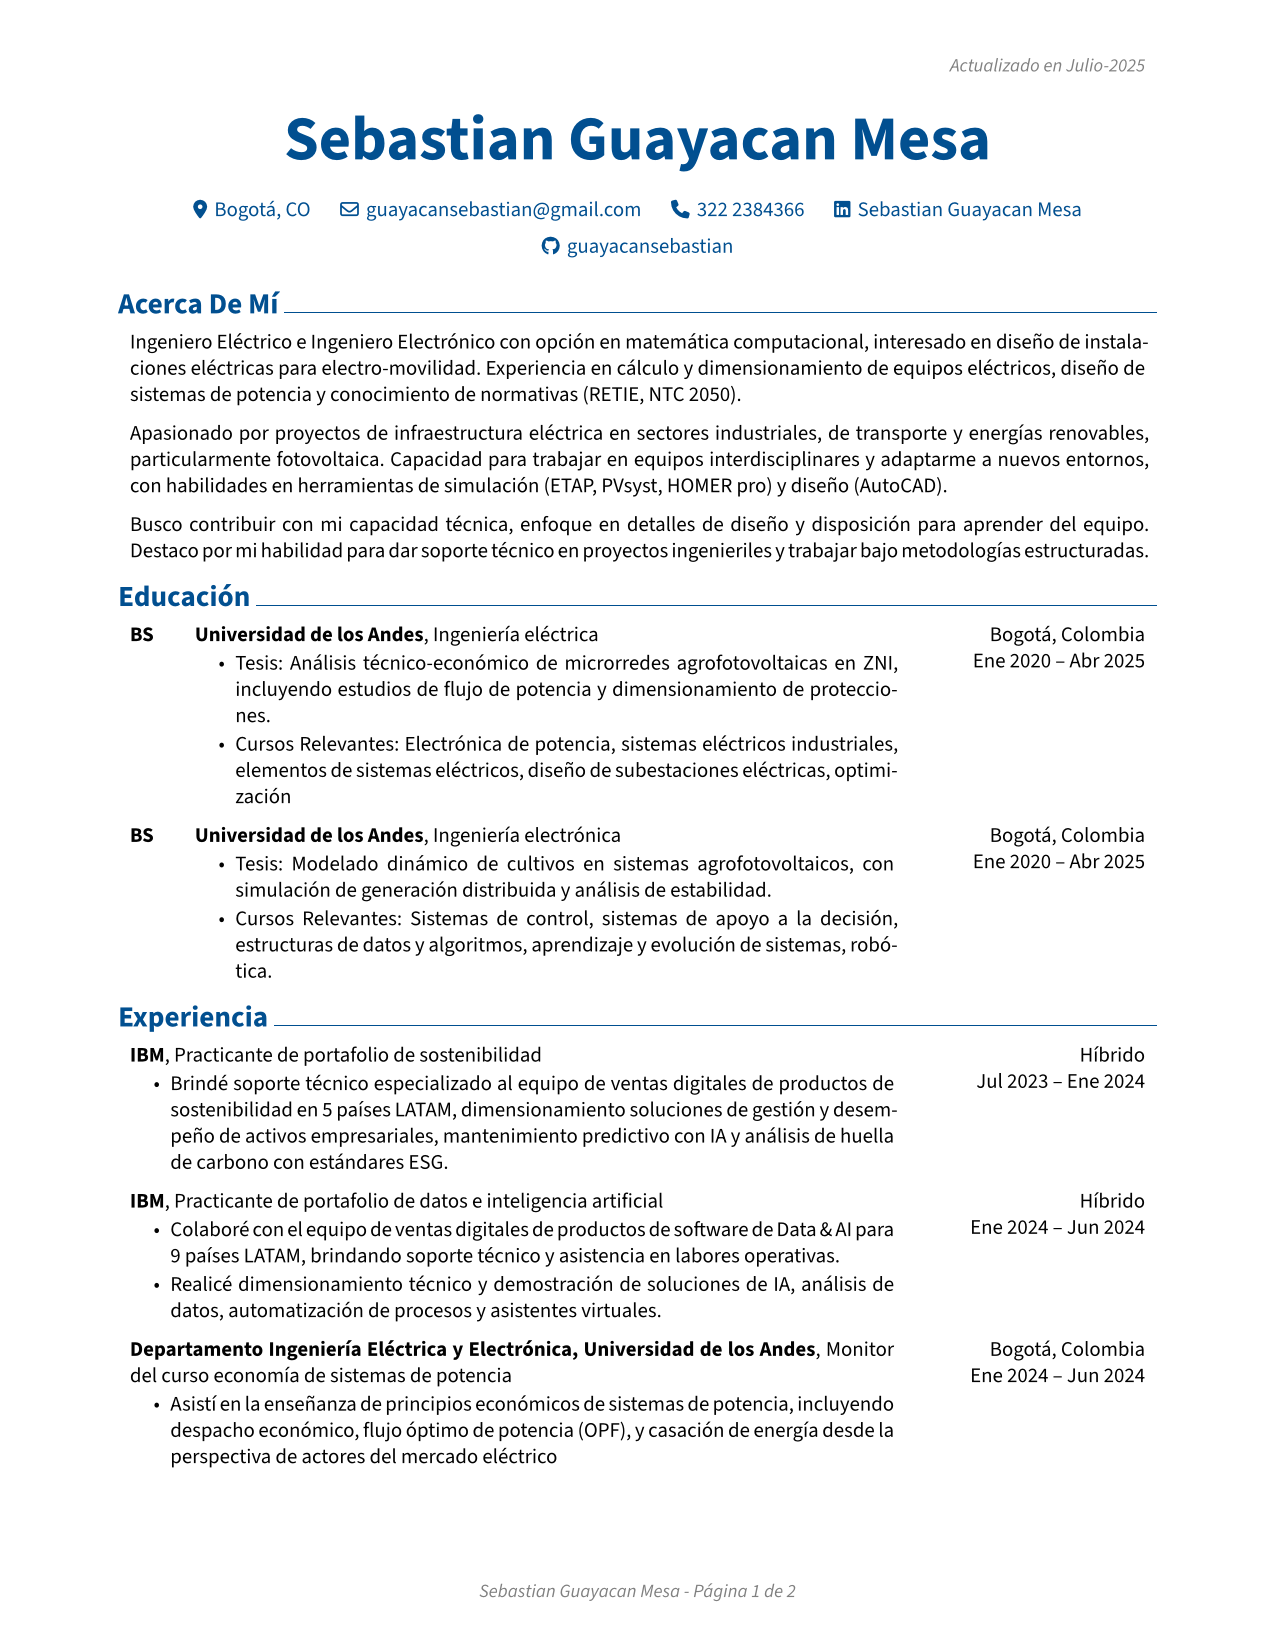 Actualizado en Julio-2025
Sebastian Guayacan Mesa
Bogotá, CO guayacansebastian@gmail.com 322 2384366 Sebastian Guayacan Mesa
guayacansebastian
Acerca De Mí
Ingeniero Eléctrico e Ingeniero Electrónico con opción en matemática computacional, interesado en diseño de instala-
ciones eléctricas para electro-movilidad. Experiencia en cálculo y dimensionamiento de equipos eléctricos, diseño de
sistemas de potencia y conocimiento de normativas (RETIE, NTC 2050).
Apasionado por proyectos de infraestructura eléctrica en sectores industriales, de transporte y energías renovables,
particularmente fotovoltaica. Capacidad para trabajar en equipos interdisciplinares y adaptarme a nuevos entornos,
con habilidades en herramientas de simulación (ETAP, PVsyst, HOMER pro) y diseño (AutoCAD).
Busco contribuir con mi capacidad técnica, enfoque en detalles de diseño y disposición para aprender del equipo.
Destaco por mi habilidad para dar soporte técnico en proyectos ingenieriles y trabajar bajo metodologías estructuradas.
Educación
BS Universidad de los Andes, Ingeniería eléctrica Bogotá, Colombia
Ene 2020 – Abr 2025
• Tesis: Análisis técnico-económico de microrredes agrofotovoltaicas en ZNI,
incluyendo estudios de flujo de potencia y dimensionamiento de proteccio-
nes.
• Cursos Relevantes: Electrónica de potencia, sistemas eléctricos industriales,
elementos de sistemas eléctricos, diseño de subestaciones eléctricas, optimi-
zación
BS Universidad de los Andes, Ingeniería electrónica Bogotá, Colombia
Ene 2020 – Abr 2025
• Tesis: Modelado dinámico de cultivos en sistemas agrofotovoltaicos, con
simulación de generación distribuida y análisis de estabilidad.
• Cursos Relevantes: Sistemas de control, sistemas de apoyo a la decisión,
estructuras de datos y algoritmos, aprendizaje y evolución de sistemas, robó-
tica.
Experiencia
IBM, Practicante de portafolio de sostenibilidad Híbrido
Jul 2023 – Ene 2024
• Brindé soporte técnico especializado al equipo de ventas digitales de productos de
sostenibilidad en 5 países LATAM, dimensionamiento soluciones de gestión y desem-
peño de activos empresariales, mantenimiento predictivo con IA y análisis de huella
de carbono con estándares ESG.
IBM, Practicante de portafolio de datos e inteligencia artificial Híbrido
Ene 2024 – Jun 2024
• Colaboré con el equipo de ventas digitales de productos de software de Data & AI para
9 países LATAM, brindando soporte técnico y asistencia en labores operativas.
• Realicé dimensionamiento técnico y demostración de soluciones de IA, análisis de
datos, automatización de procesos y asistentes virtuales.
Departamento Ingeniería Eléctrica y Electrónica, Universidad de los Andes, Monitor Bogotá, Colombia
del curso economía de sistemas de potencia Ene 2024 – Jun 2024
• Asistí en la enseñanza de principios económicos de sistemas de potencia, incluyendo
despacho económico, flujo óptimo de potencia (OPF), y casación de energía desde la
perspectiva de actores del mercado eléctrico
Sebastian Guayacan Mesa - Página 1 de 2